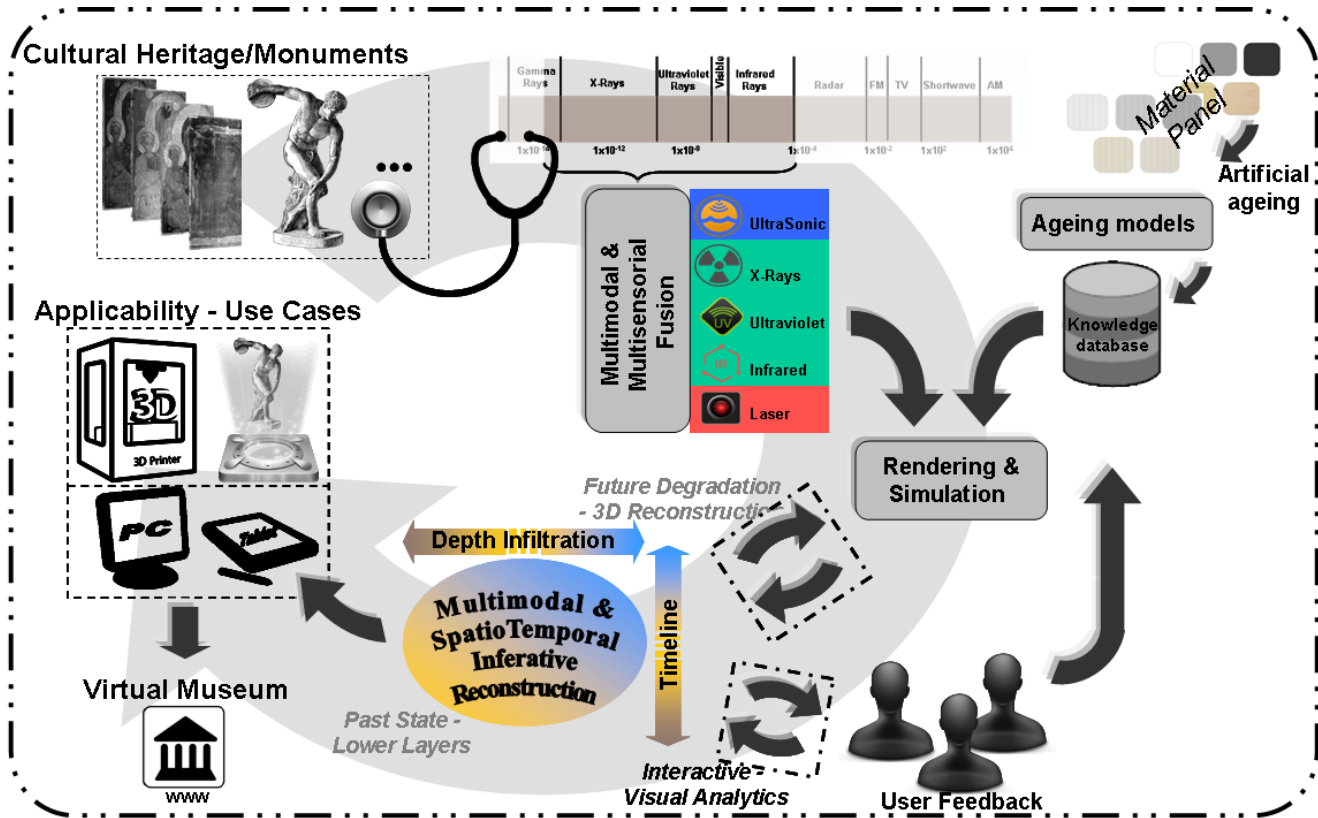 Cultural Heritage/Monuments
Gamma
Rays
X-Rays
Ultraviolet
Rays
Visible
Infrared
Rays
Radar
FM
TV
Shortwave
AM
1x10-14
1x10-12
1x10-8
1x10-4
1x10-2
1x102
1x104
Material
Panel
Artificial
ageing
Ageing models
Knowledge
database
Multimodal &
Multisensorial
Fusion
UltraSonic
X-Rays
UV
Ultraviolet
IR
Infrared
Laser
Applicability - Use Cases
3D
3D Printer
PC
Tablet
Rendering &
Simulation
Future Degradation
- 3D Reconstruction
Depth Infiltration
Timeline
Multimodal &
SpatioTemporal
Inferative
Reconstruction
Past State -
Lower Layers
Interactive -
Visual Analytics
User Feedback
Virtual Museum
www